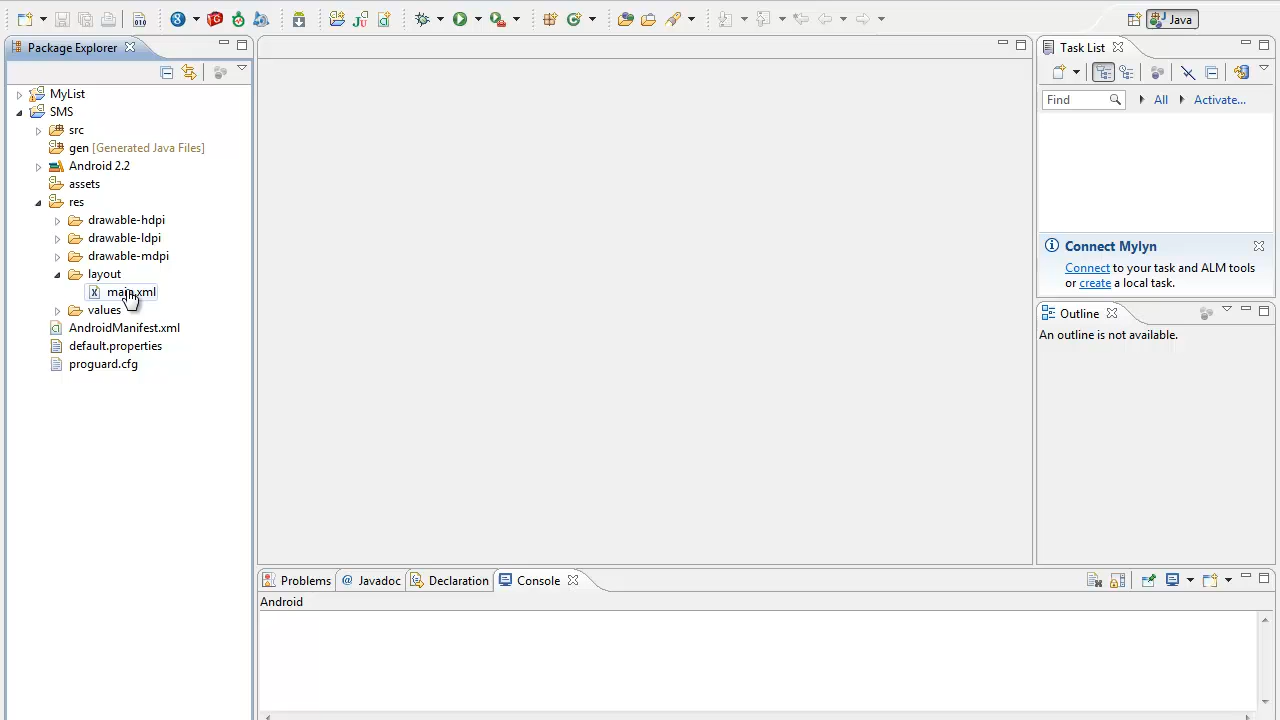 Java
Package Explorer
MyList
SMS
src
gen [Generated Java Files]
Android 2.2
assets
res
drawable-hdpi
drawable-ldpi
drawable-mdpi
layout
main.xml
values
AndroidManifest.xml
default.properties
proguard.cfg
Task List
Find All Activate...
Connect Mylyn
Connect to your task and ALM tools
or create a local task.
Outline
An outline is not available.
Problems @ Javadoc Declaration Console
Android